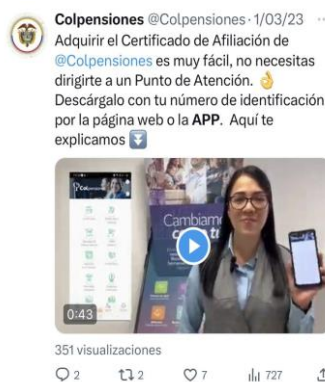 Colpensiones @Colpensiones · 1/03/23
Adquirir el Certificado de Afiliación de
@Colpensiones es muy fácil, no necesitas
dirigirte a un Punto de Atención. 👌
Descárgalo con tu número de identificación
por la página web o la APP. Aquí te
explicamos ⏬
Colpensiones
Cambiamos
0:43
351 visualizaciones
2 2 7 727